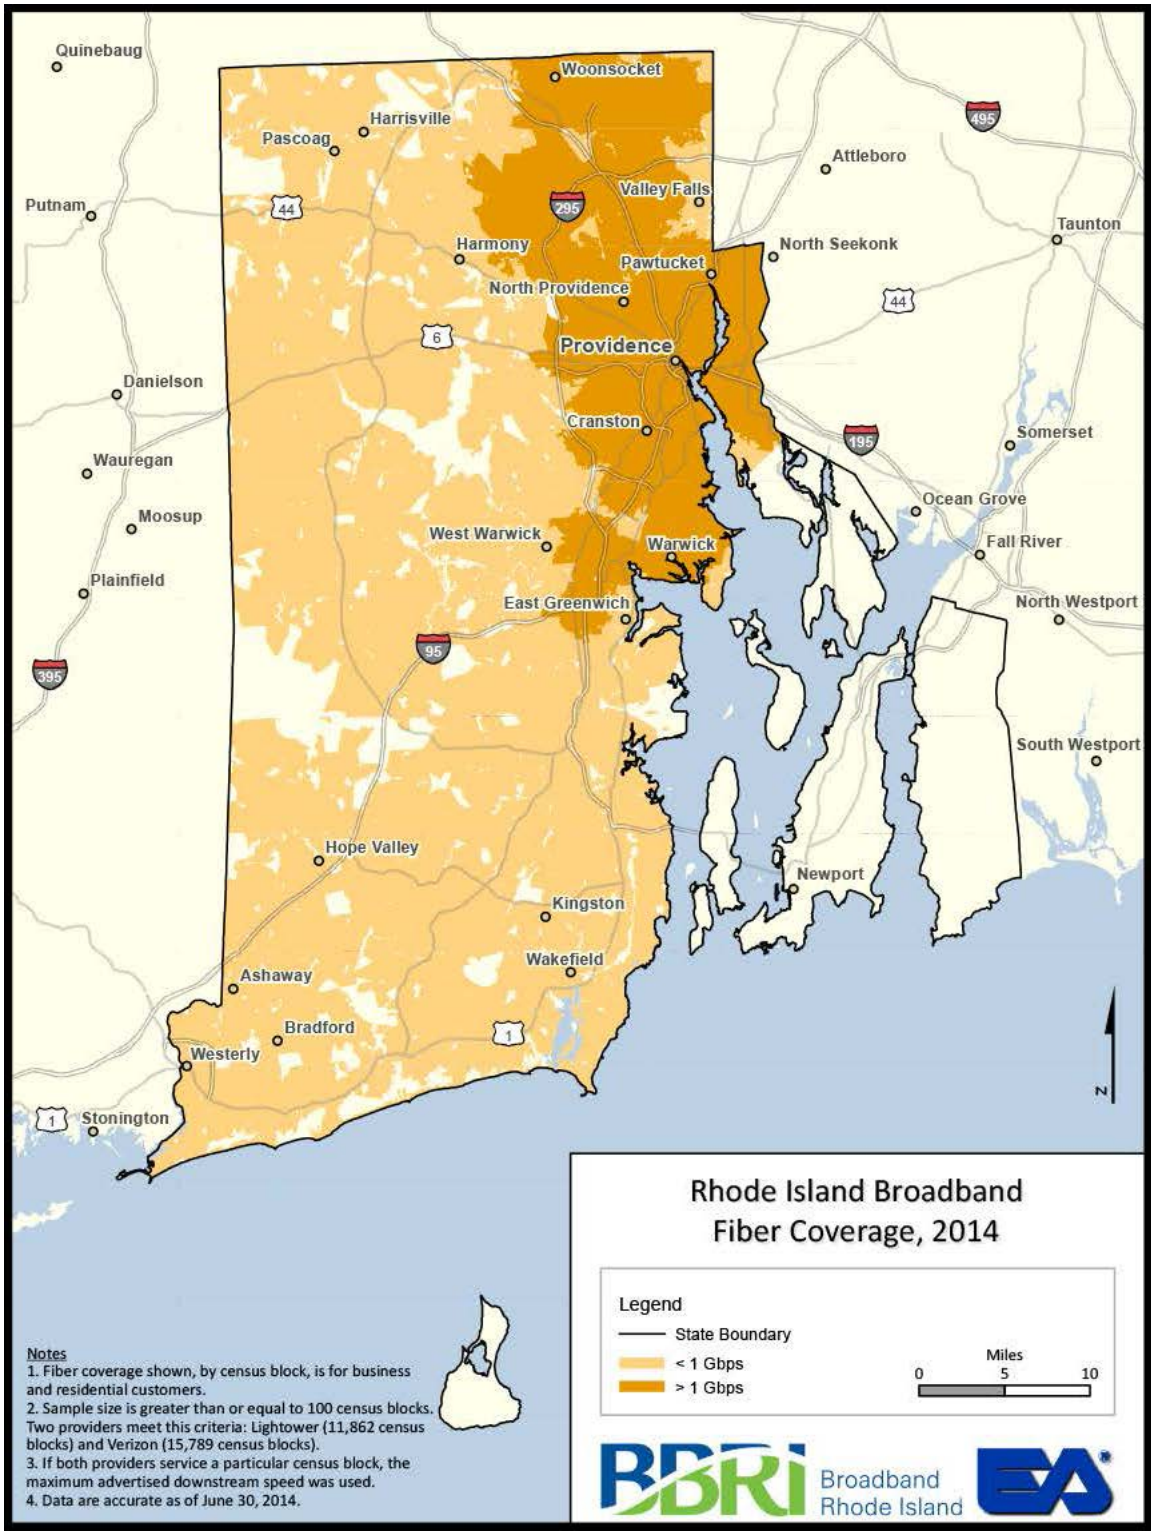 Quinebaug
Woonsocket
Harrisville
Pascoag
495
Attleboro
Valley Falls
Putnam
44
295
Taunton
Harmony
North Seekonk
Pawtucket
North Providence
44
6
Providence
Danielson
Cranston
195
Somerset
Wauregan
Ocean Grove
Moosup
West Warwick
Warwick
Fall River
Plainfield
East Greenwich
North Westport
95
395
South Westport
Hope Valley
Newport
Kingston
Wakefield
Ashaway
Bradford
1
Westerly
1
Stonington
N
Rhode Island Broadband
Fiber Coverage, 2014
Legend
State Boundary
< 1 Gbps
> 1 Gbps
Miles
0 5 10
Notes
1. Fiber coverage shown, by census block, is for business
and residential customers.
2. Sample size is greater than or equal to 100 census blocks.
Two providers meet this criteria: Lightower (11,862 census
blocks) and Verizon (15,789 census blocks).
3. If both providers service a particular census block, the
maximum advertised downstream speed was used.
4. Data are accurate as of June 30, 2014.
BBRI
Broadband
Rhode Island
EA